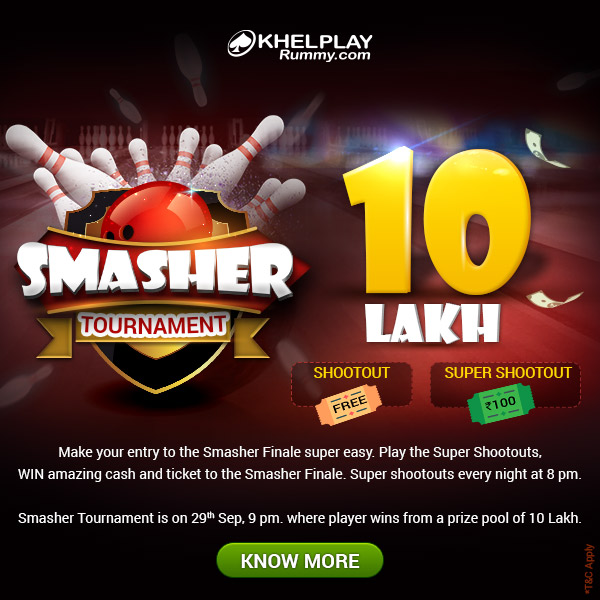 KHELPLAY
Rummy.com
SMASHER
TOURNAMENT
10
LAKH
SHOOTOUT
FREE
SUPER SHOOTOUT
₹100
Make your entry to the Smasher Finale super easy. Play the Super Shootouts,
WIN amazing cash and ticket to the Smasher Finale. Super shootouts every night at 8 pm.
Smasher Tournament is on 29th Sep, 9 pm. where player wins from a prize pool of 10 Lakh.
KNOW MORE
*T&C Apply